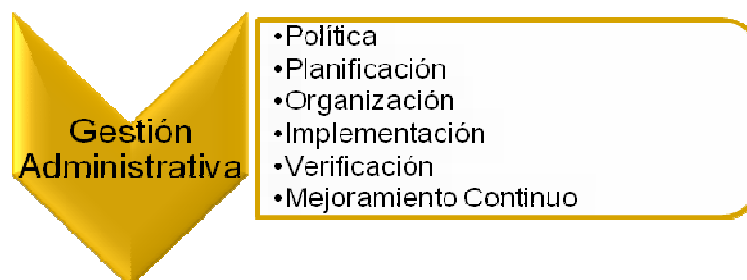 Gestión
Administrativa
•Política
•Planificación
•Organización
•Implementación
•Verificación
•Mejoramiento Continuo